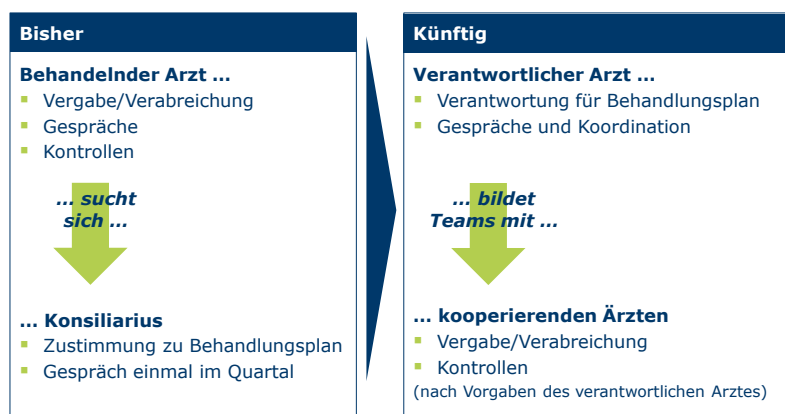 Bisher
Behandelnder Arzt ...
Vergabe/Verabreichung
Gespräche
Kontrollen
... sucht
sich ...
... Konsiliarius
Zustimmung zu Behandlungsplan
Gespräch einmal im Quartal
Künftig
Verantwortlicher Arzt ...
Verantwortung für Behandlungsplan
Gespräche und Koordination
... bildet
Teams mit ...
... kooperierenden Ärzten
Vergabe/Verabreichung
Kontrollen
(nach Vorgaben des verantwortlichen Arztes)